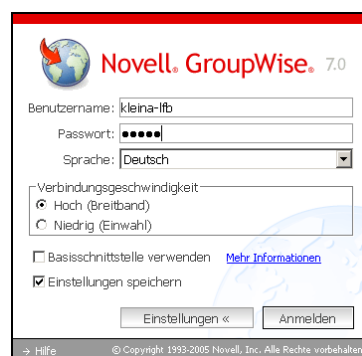 Novell. GroupWise. 7.0
Benutzername: kleina-lfb
Passwort: ●●●●●
Sprache: Deutsch
Verbindungsgeschwindigkeit
Hoch (Breitband)
Niedrig (Einwahl)
Basisschnittstelle verwenden Mehr Informationen
Einstellungen speichern
Einstellungen « Anmelden
→ Hilfe © Copyright 1993-2005 Novell, Inc. Alle Rechte vorbehalten